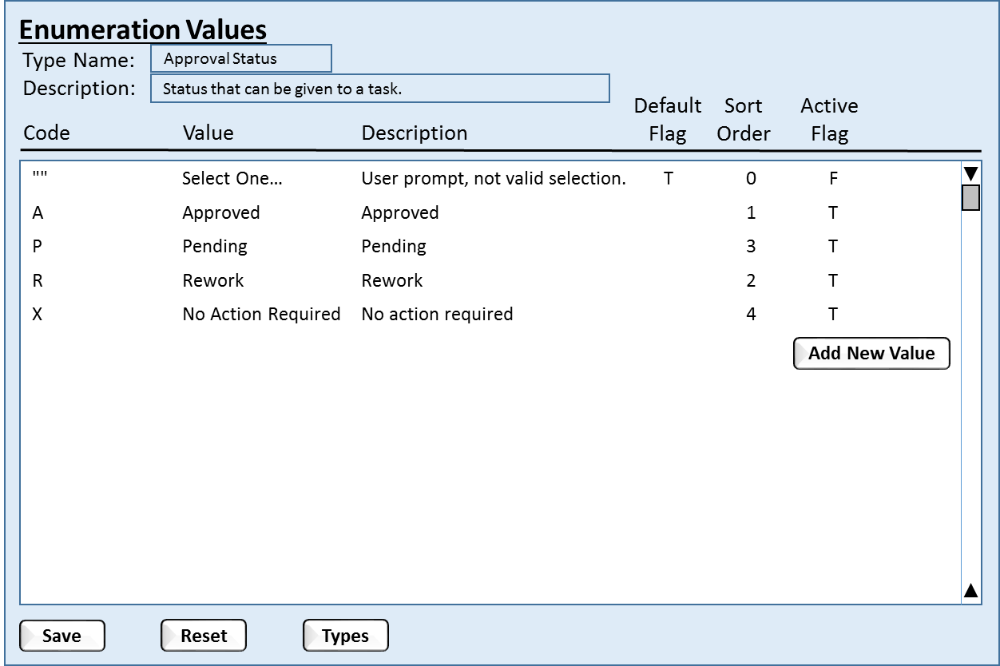 Enumeration Values
Type Name: Approval Status
Description: Status that can be given to a task.
Default Sort Active
Code Value Description Flag Order Flag
"" Select One… User prompt, not valid selection. T 0 F
A Approved Approved 1 T
P Pending Pending 3 T
R Rework Rework 2 T
X No Action Required No action required 4 T
Add New Value
Save Reset Types